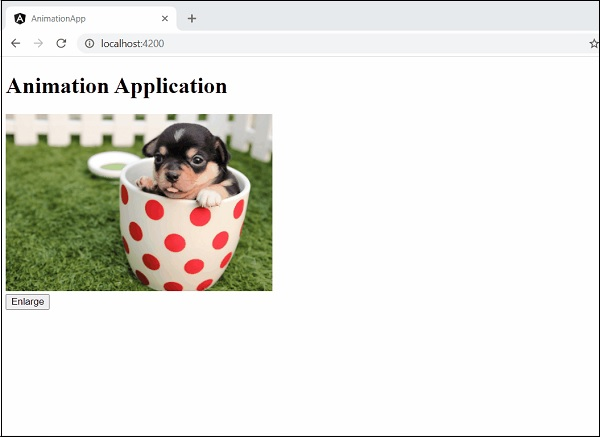 AnimationApp
localhost:4200
Animation Application
Enlarge